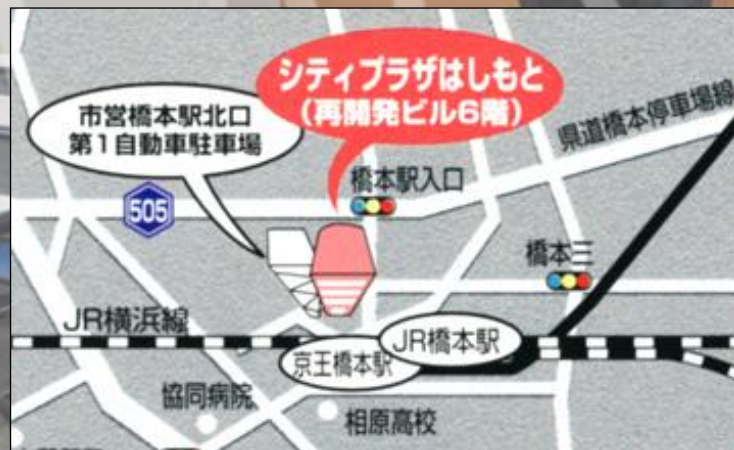 シティプラザはしもと
(再開発ビル6階)
市営橋本駅北口
第1自動車駐車場
県道橋本停車場線
橋本駅入口
505
橋本三
JR横浜線
JR橋本駅
京王橋本駅
協同病院
相原高校